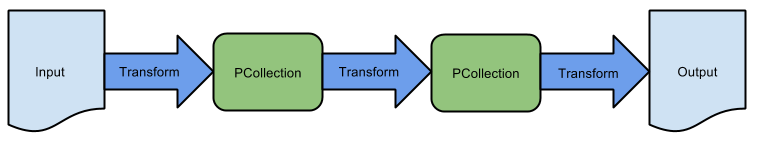 Input
Transform
PCollection
Transform
PCollection
Transform
Output